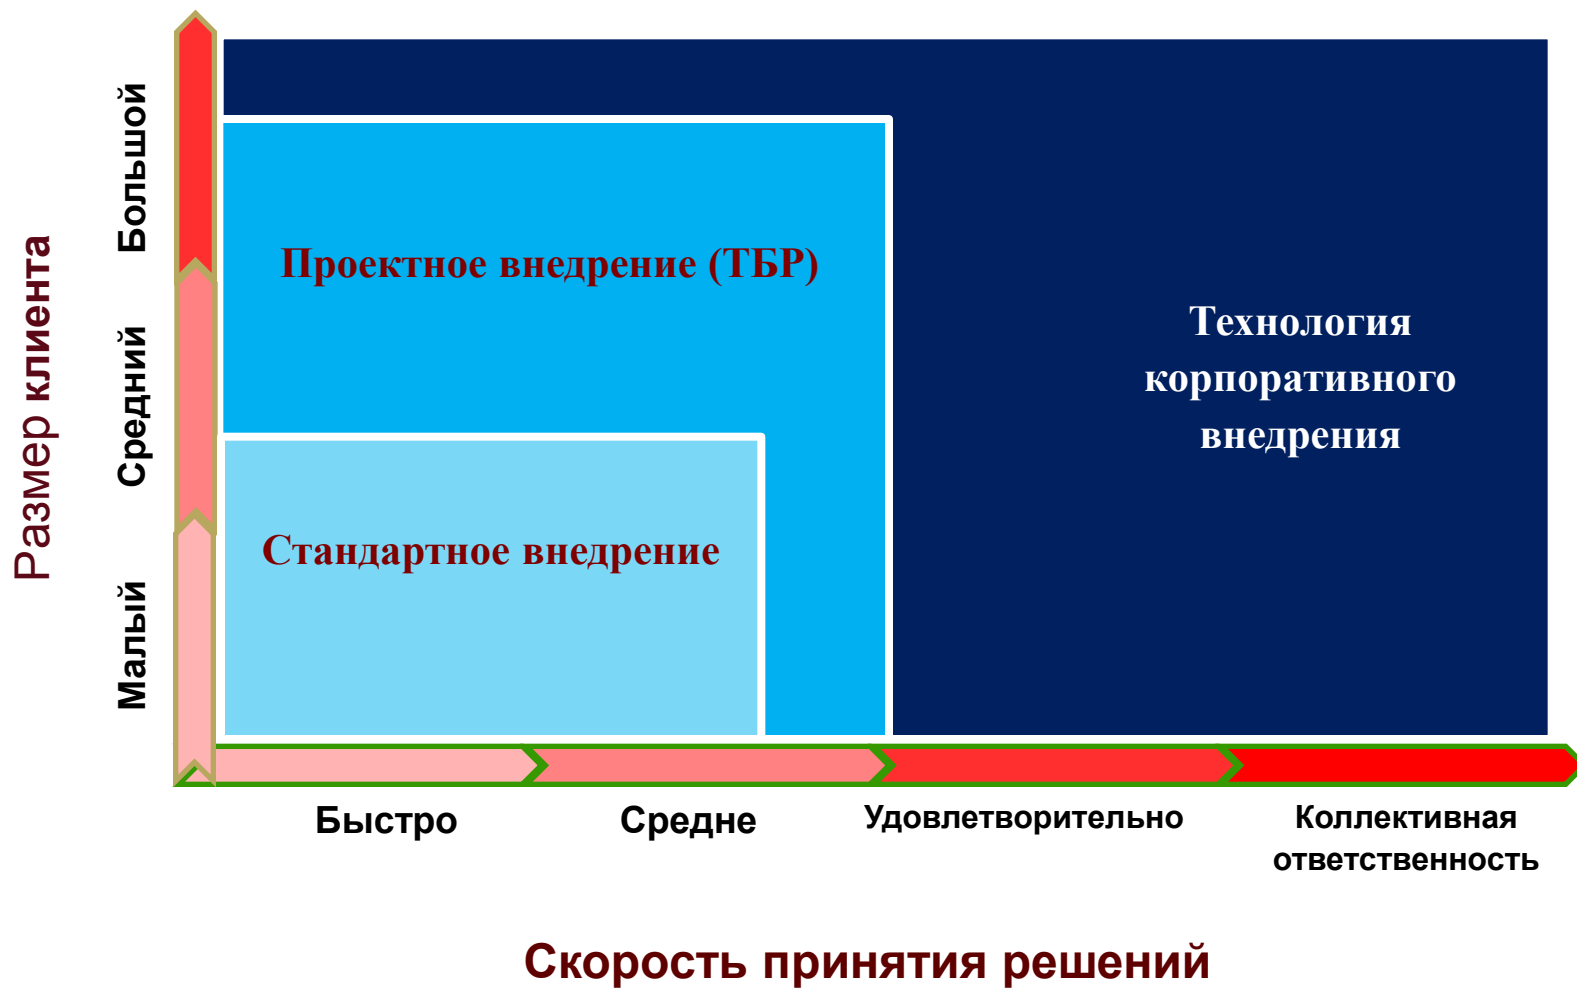 Размер клиента
Большой
Средний
Малый
Проектное внедрение (ТБР)
Стандартное внедрение
Технология
корпоративного
внедрения
Быстро
Средне
Удовлетворительно
Коллективная
ответственность
Скорость принятия решений